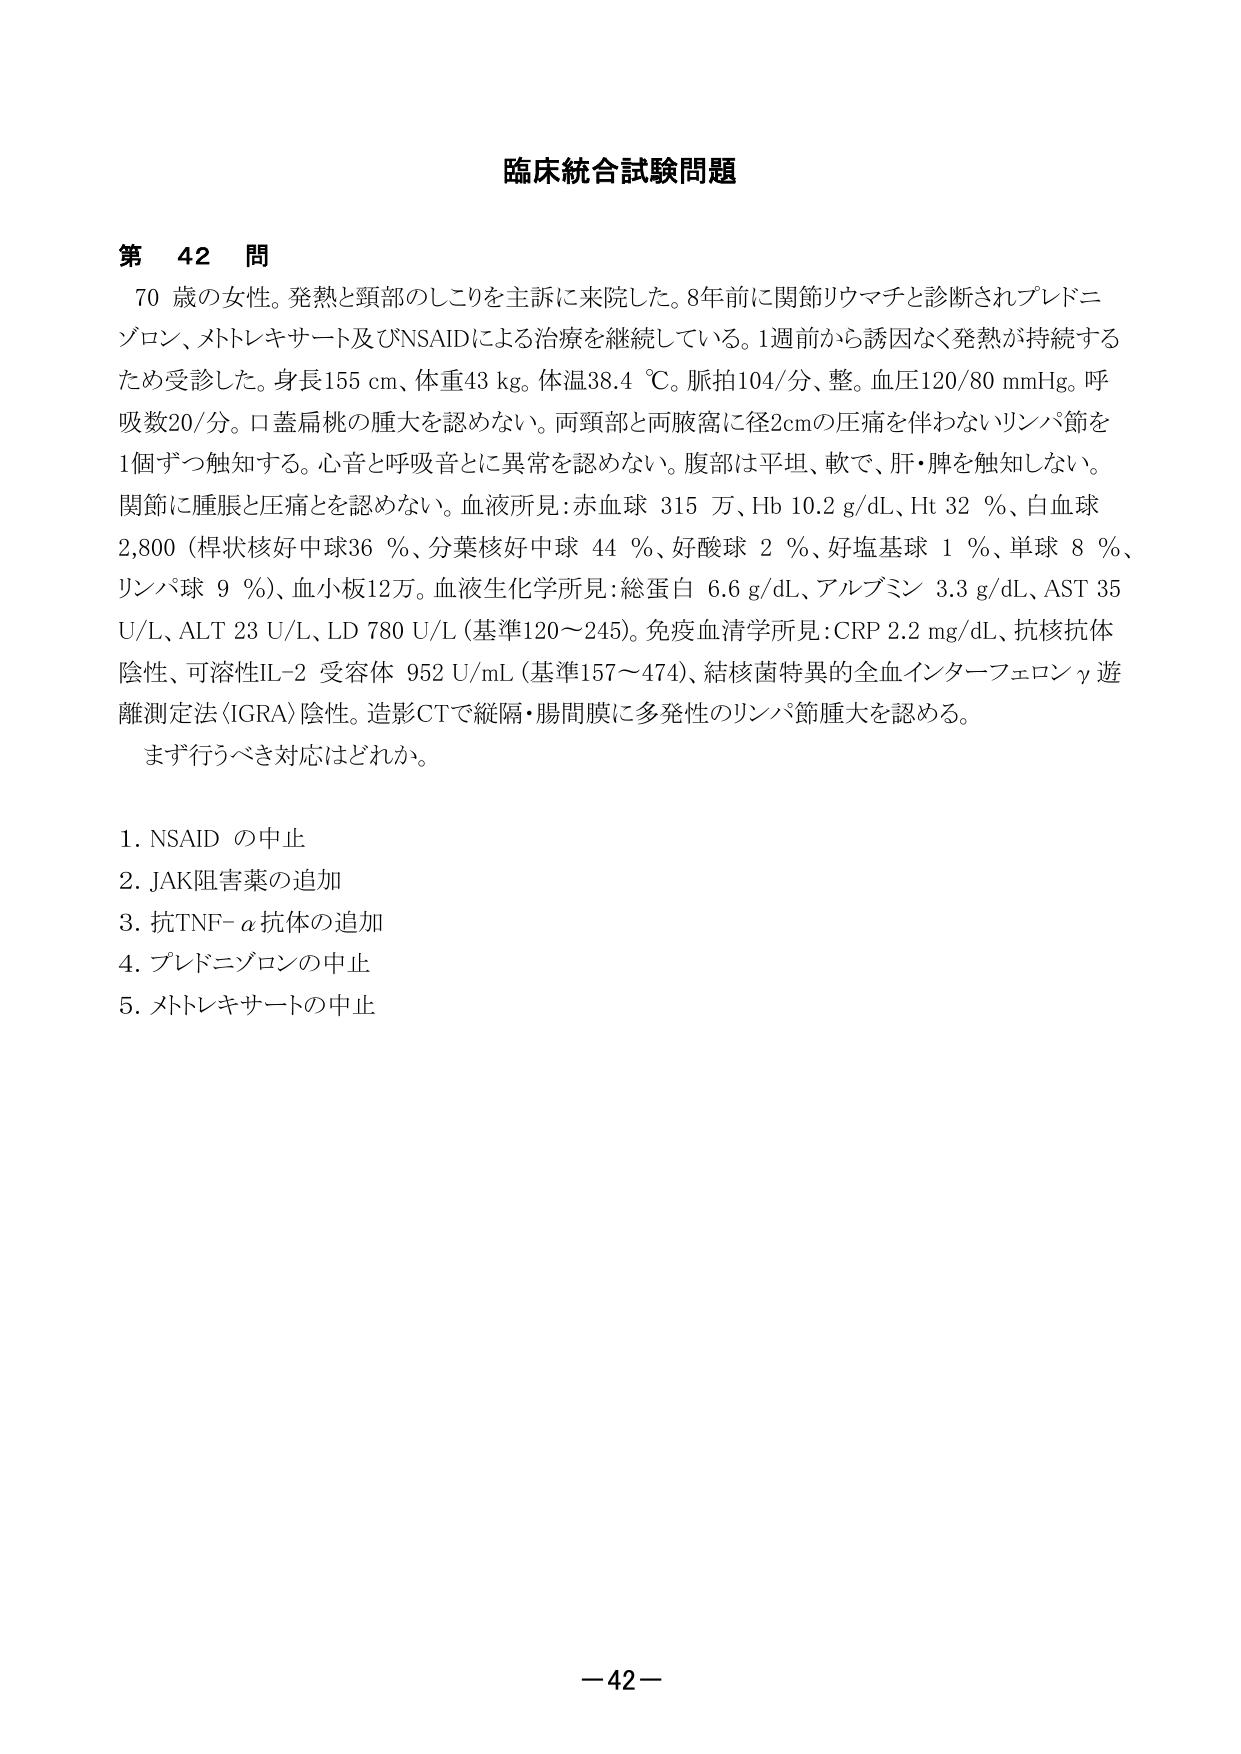 臨床統合試験問題
第 42 問
70 歳の女性。発熱と頸部のしこりを主訴に来院した。8年前に関節リウマチと診断されプレドニ
ゾロン、メトトレキサート及びNSAIDによる治療を継続している。1週前から誘因なく発熱が持続する
ため受診した。身長155 cm、体重43 kg。体温38.4 ℃。脈拍104/分、整。血圧120/80 mmHg。呼
吸数20/分。口蓋扁桃の腫大を認めない。両頸部と両腋窩に径2cmの圧痛を伴わないリンパ節を
1個ずつ触知する。心音と呼吸音とに異常を認めない。腹部は平坦、軟で、肝・脾を触知しない。
関節に腫脹と圧痛とを認めない。血液所見:赤血球 315 万、Hb 10.2 g/dL、Ht 32 %、白血球
2,800 (桿状核好中球36 %、分葉核好中球 44 %、好酸球 2 %、好塩基球 1 %、単球 8 %、
リンパ球 9 %)、血小板12万。血液生化学所見:総蛋白 6.6 g/dL、アルブミン 3.3 g/dL、AST 35
U/L、ALT 23 U/L、LD 780 U/L (基準120～245)。免疫血清学所見:CRP 2.2 mg/dL、抗核抗体
陰性、可溶性IL-2 受容体 952 U/mL (基準157～474)、結核菌特異的全血インターフェロンγ遊
離測定法〈IGRA〉陰性。造影CTで縦隔・腸間膜に多発性のリンパ節腫大を認める。
まず行うべき対応はどれか。
1. NSAID の中止
2. JAK阻害薬の追加
3. 抗TNF-α抗体の追加
4. プレドニゾロンの中止
5. メトトレキサートの中止
－42－